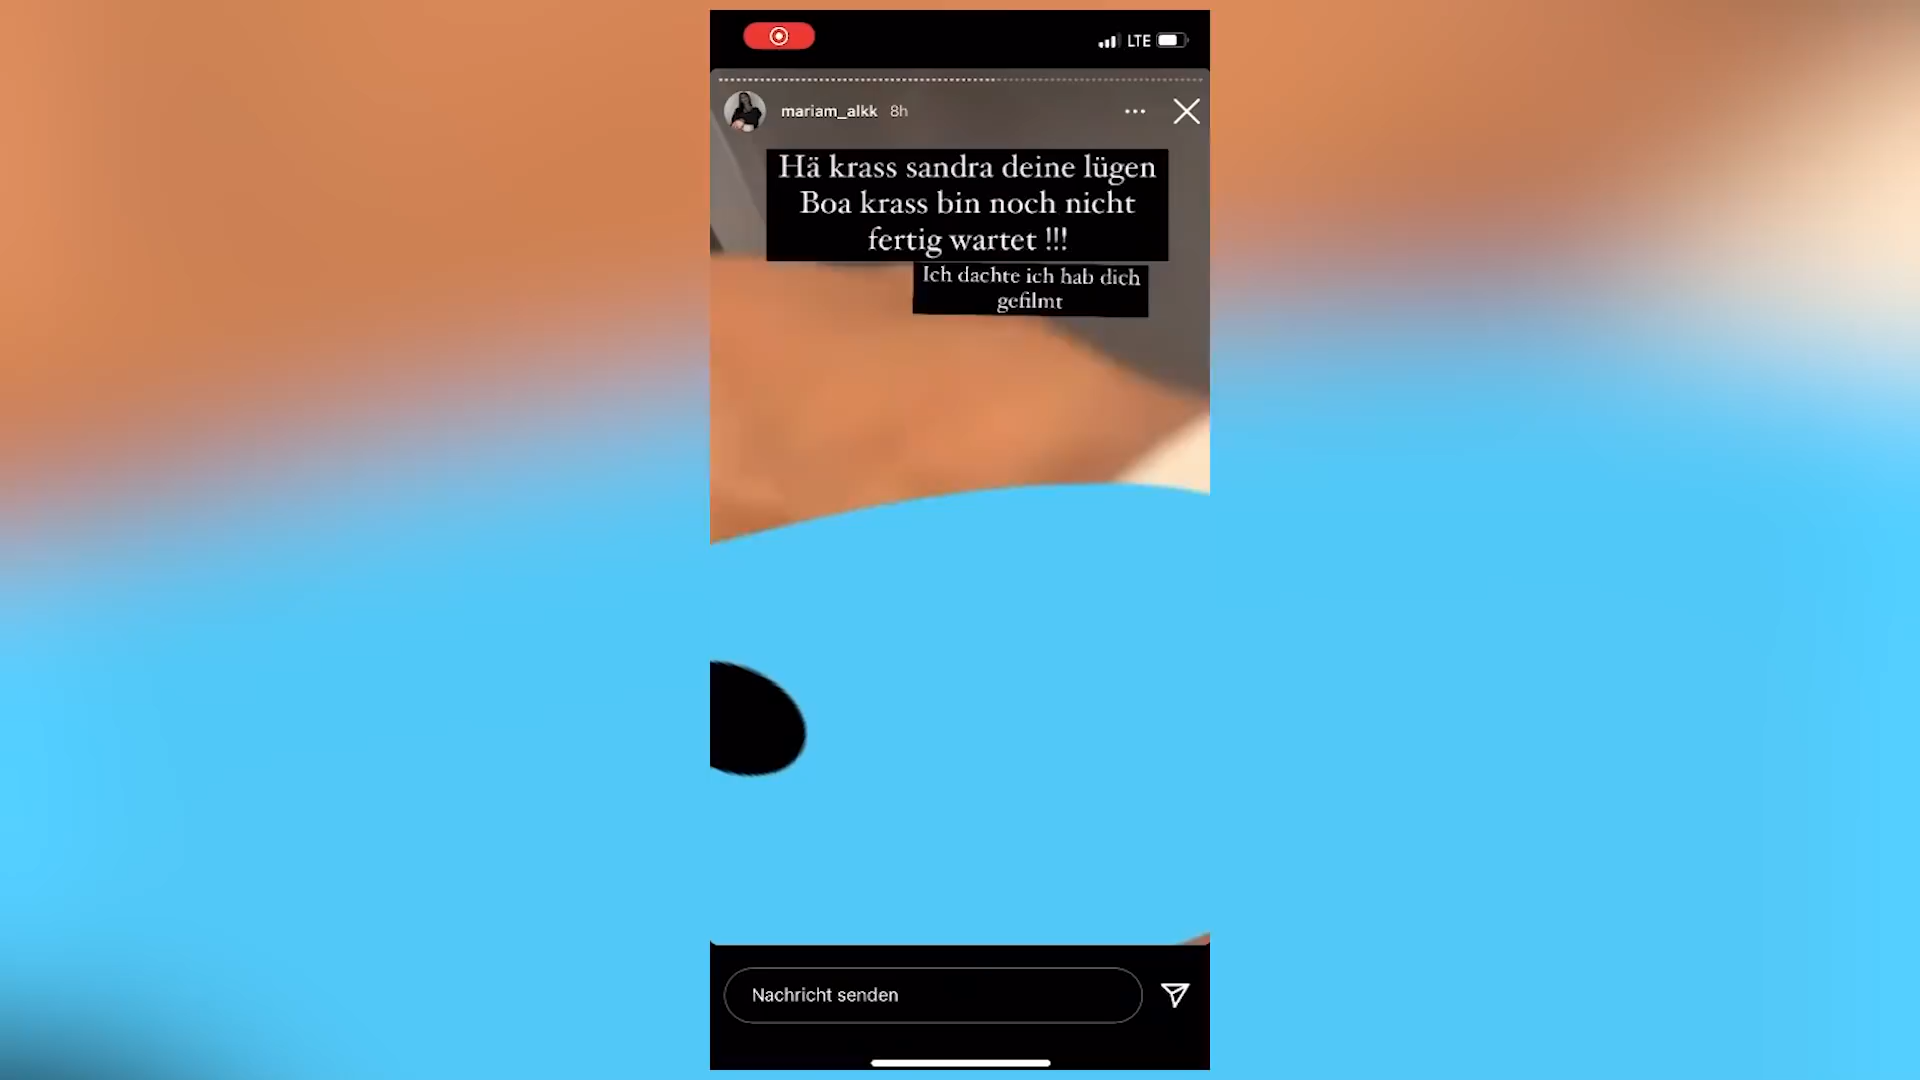 LTE
mariam_alkk 8h
Hä krass sandra deine lügen
Boa krass bin noch nicht
fertig wartet !!!
Ich dachte ich hab dich
gefilmt
Nachricht senden